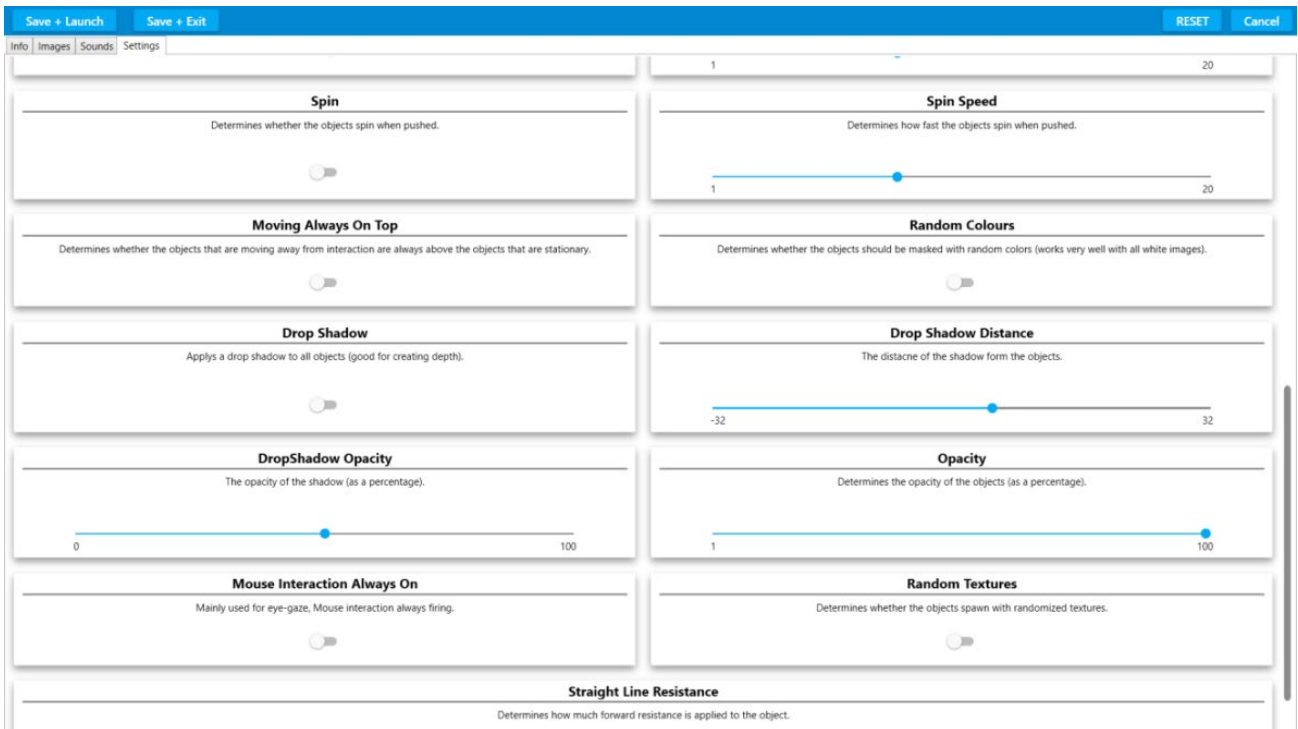 Save + Launch Save + Exit RESET Cancel
Info Images Sounds Settings
1 20
Spin Spin Speed
Determines whether the objects spin when pushed. Determines how fast the objects spin when pushed.
1 20
Moving Always On Top Random Colours
Determines whether the objects that are moving away from interaction are always above the objects that are stationary. Determines whether the objects should be masked with random colors (works very well with all white images).
Drop Shadow Drop Shadow Distance
Applys a drop shadow to all objects (good for creating depth). The distacne of the shadow form the objects.
-32 32
DropShadow Opacity Opacity
The opacity of the shadow (as a percentage). Determines the opacity of the objects (as a percentage).
0 100 1 100
Mouse Interaction Always On Random Textures
Mainly used for eye-gaze, Mouse interaction always firing. Determines whether the objects spawn with randomized textures.
Straight Line Resistance
Determines how much forward resistance is applied to the object.